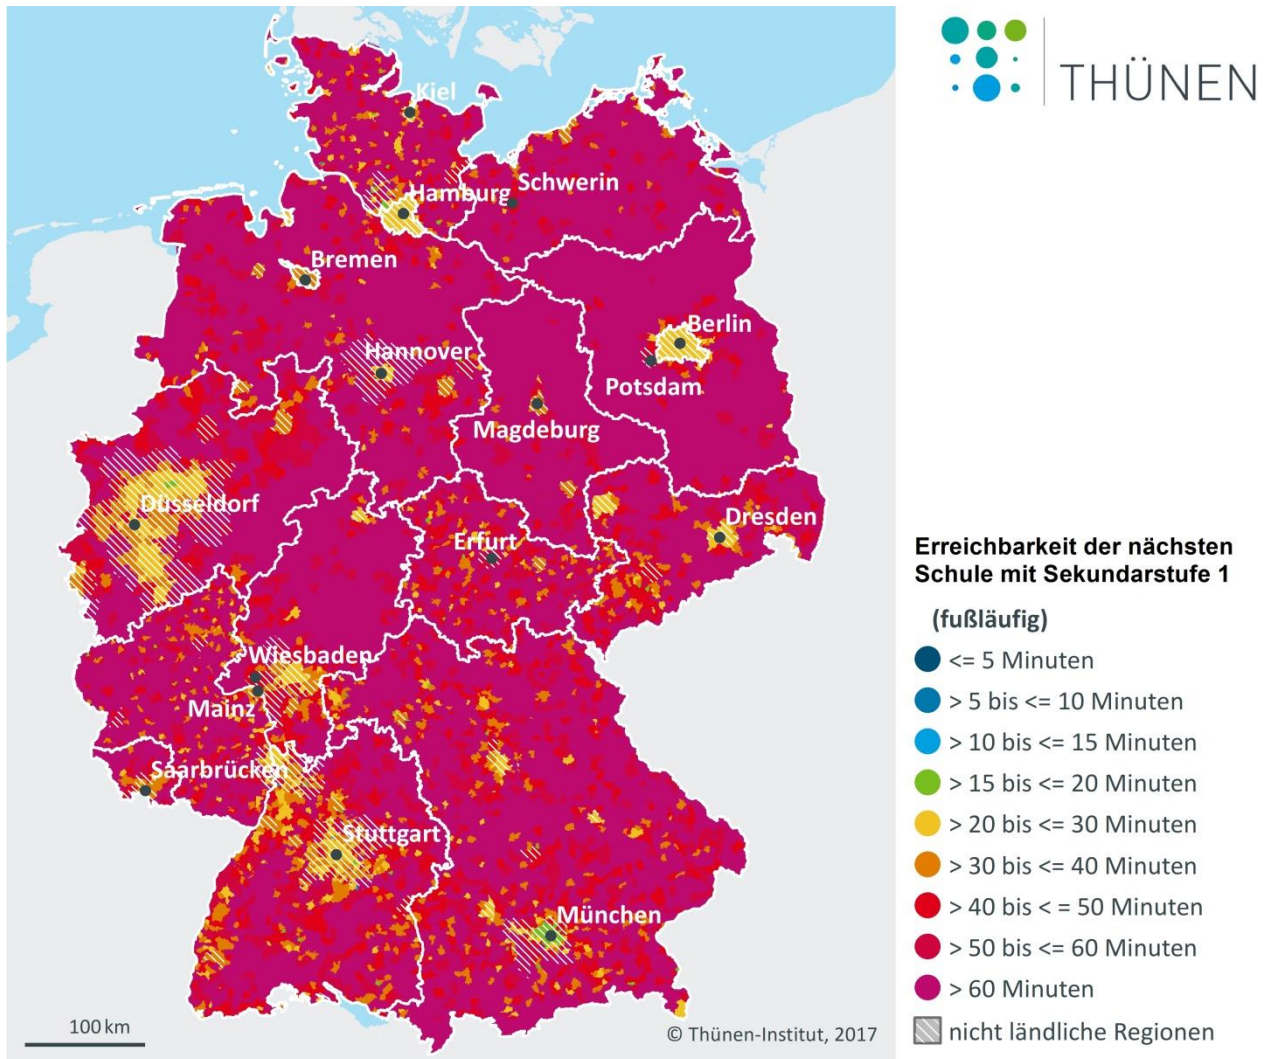 THÜNEN
Kiel
Schwerin
Hamburg
Bremen
Berlin
Hannover
Potsdam
Magdeburg
Düsseldorf
Dresden
Erfurt
Wiesbaden
Mainz
Saarbrücken
Stuttgart
München
100 km
© Thünen-Institut, 2017
Erreichbarkeit der nächsten
Schule mit Sekundarstufe 1
(fußläufig)
<= 5 Minuten
> 5 bis <= 10 Minuten
> 10 bis <= 15 Minuten
> 15 bis <= 20 Minuten
> 20 bis <= 30 Minuten
> 30 bis <= 40 Minuten
> 40 bis < = 50 Minuten
> 50 bis <= 60 Minuten
> 60 Minuten
nicht ländliche Regionen